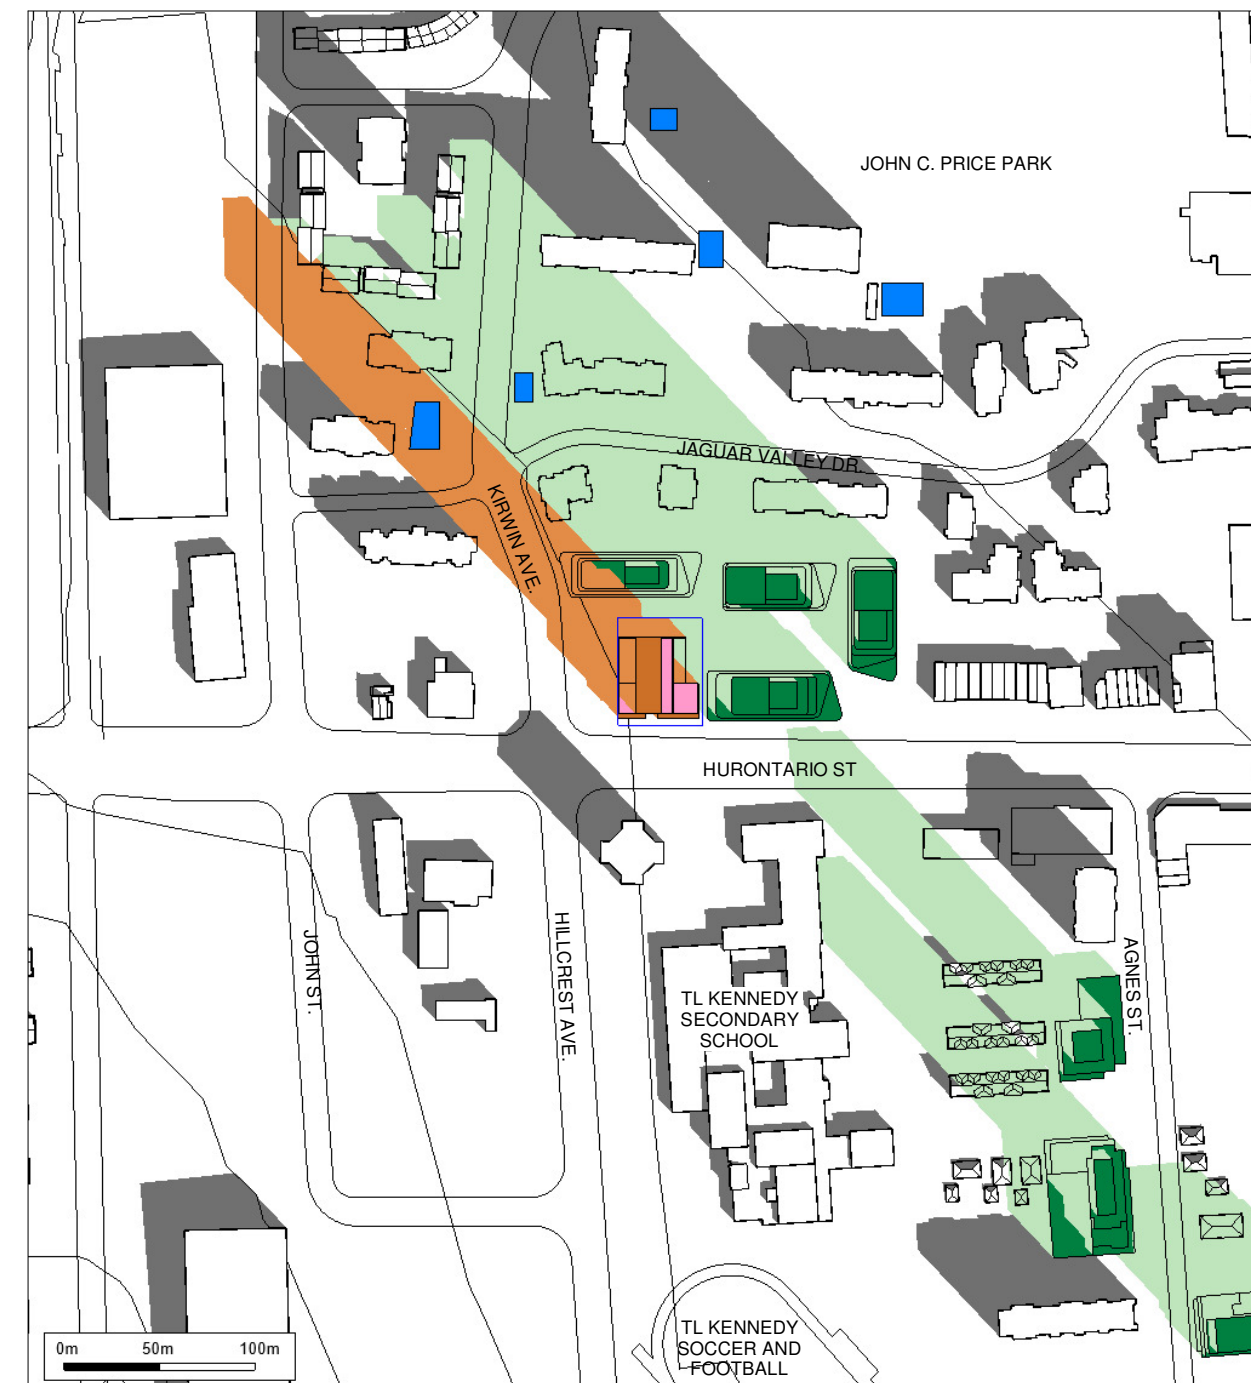 JOHN C. PRICE PARK
JAGUAR VALLEY DR.
KIRWIN AVE.
HURONTARIO ST
JOHN ST.
HILLCREST AVE.
AGNES ST.
TL KENNEDY
SECONDARY
SCHOOL
TL KENNEDY
SOCCER AND
FOOTBALL
0m 50m 100m